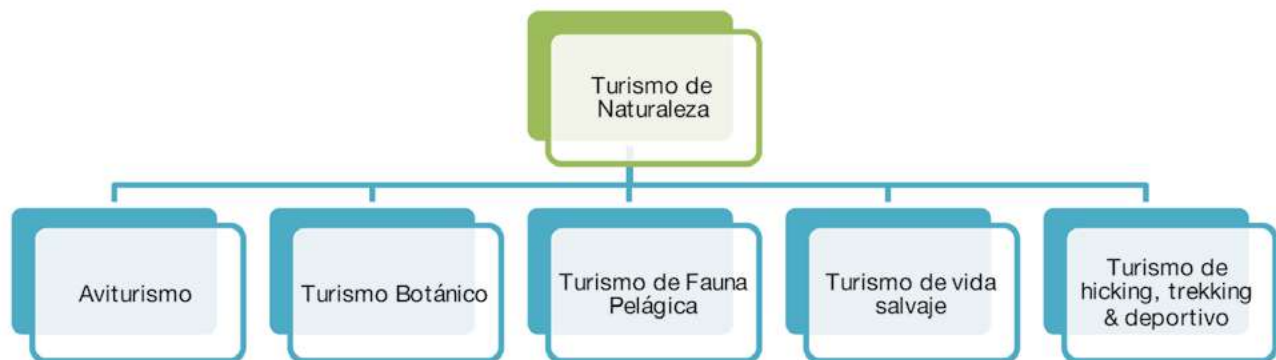 Turismo de
Naturaleza
Aviturismo
Turismo Botánico
Turismo de Fauna
Pelágica
Turismo de vida
salvaje
Turismo de
hicking, trekking
& deportivo